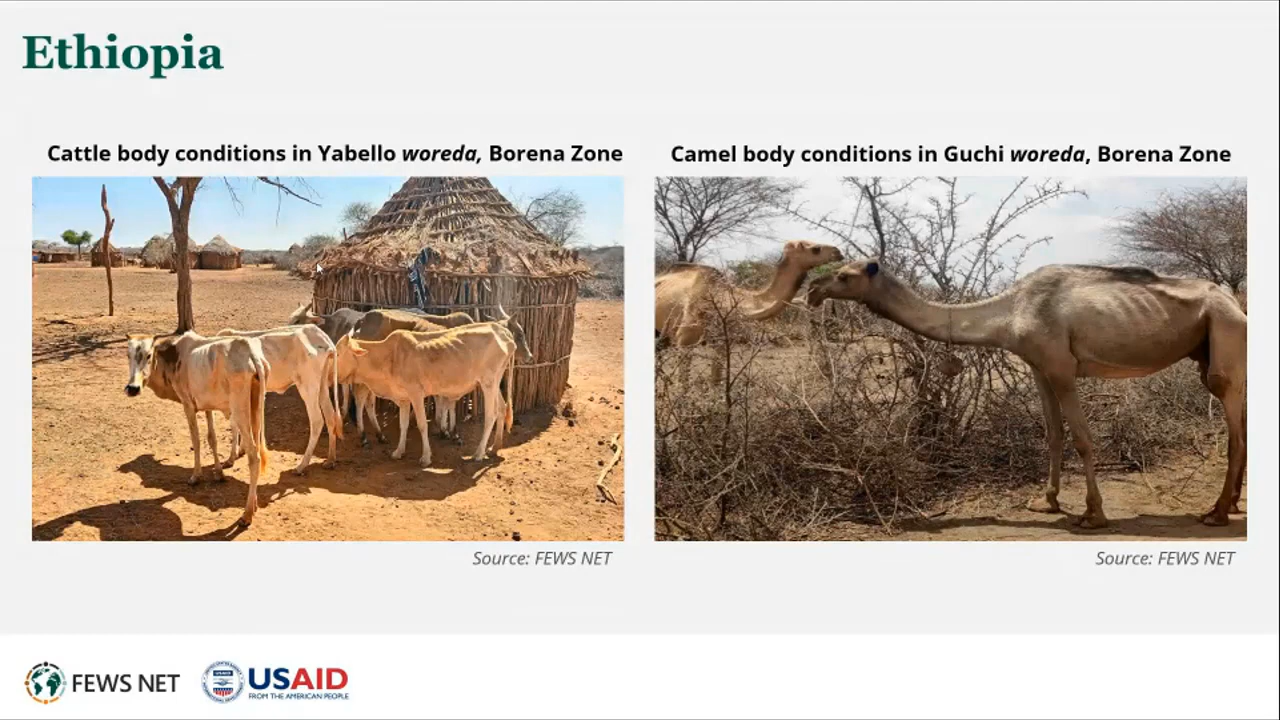 Ethiopia
Cattle body conditions in Yabello woreda, Borena Zone
Camel body conditions in Guchi woreda, Borena Zone
Source: FEWS NET
Source: FEWS NET
FEWS NET
USAID
FROM THE AMERICAN PEOPLE